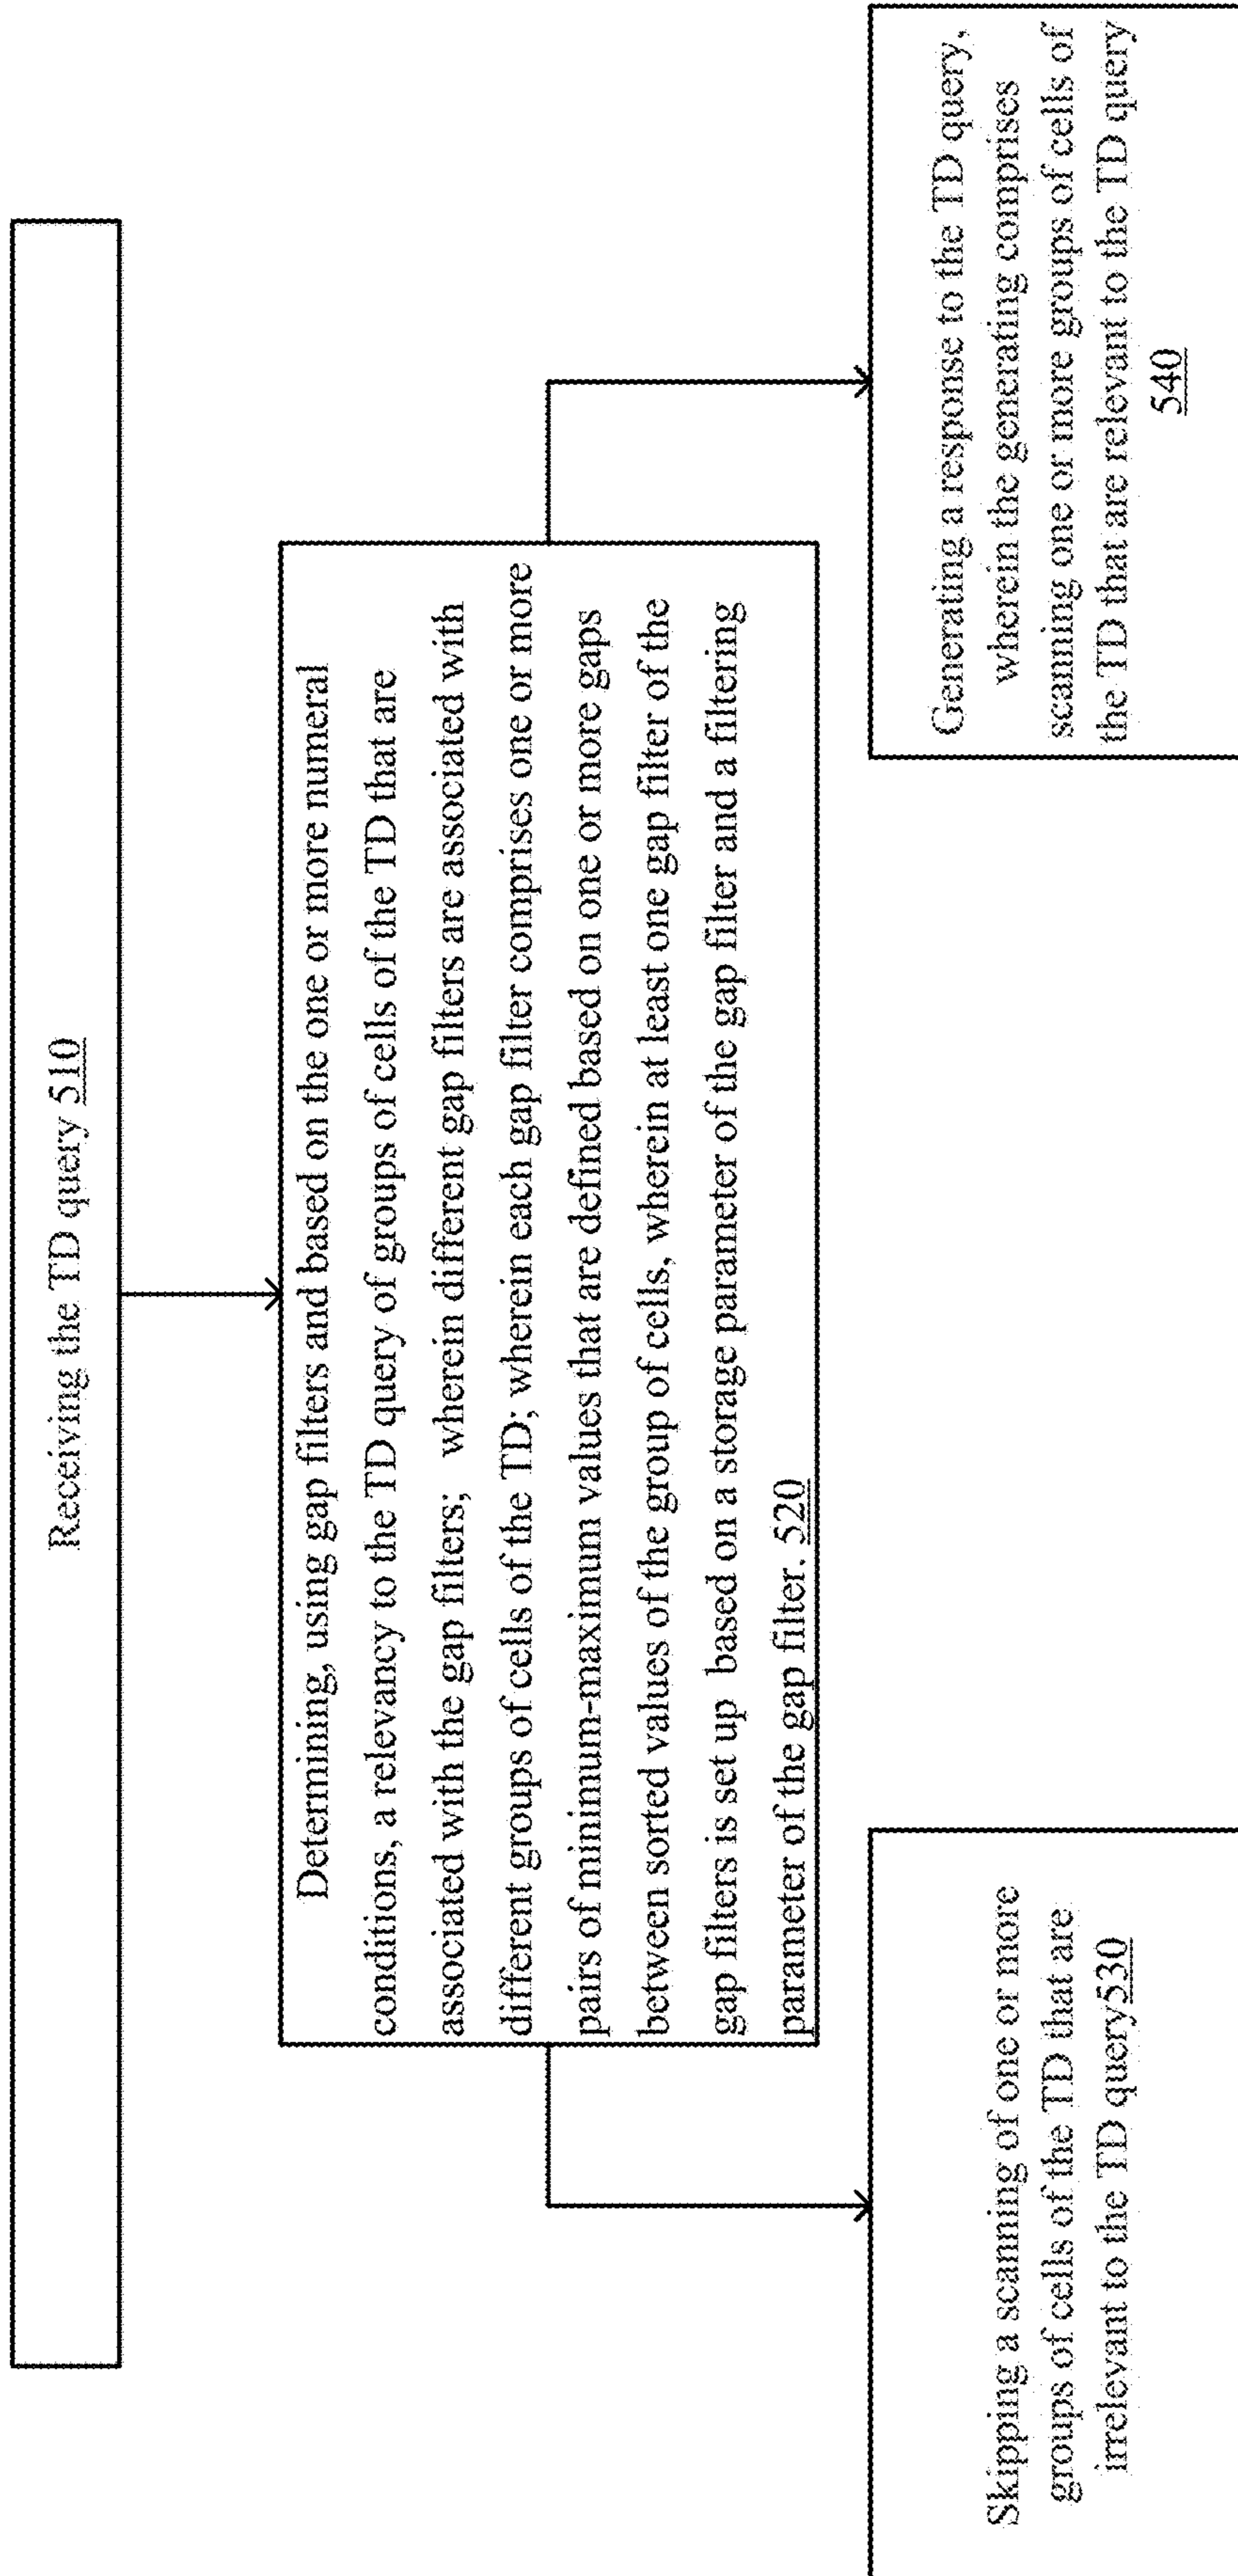 Receiving the TD query 510
Determining, using gap filters and based on the one or more numeral
conditions, a relevancy to the TD query of groups of cells of the TD that are
associated with the gap filters; wherein different gap filters are associated with
different groups of cells of the TD; wherein each gap filter comprises one or more
pairs of minimum-maximum values that are defined based on one or more gaps
between sorted values of the group of cells, wherein at least one gap filter of the
gap filters is set up based on a storage parameter of the gap filter and a filtering
parameter of the gap filter. 520
Skipping a scanning of one or more
groups of cells of the TD that are
irrelevant to the TD query530
Generating a response to the TD query,
wherein the generating comprises
scanning one or more groups of cells of
the TD that are relevant to the TD query
540